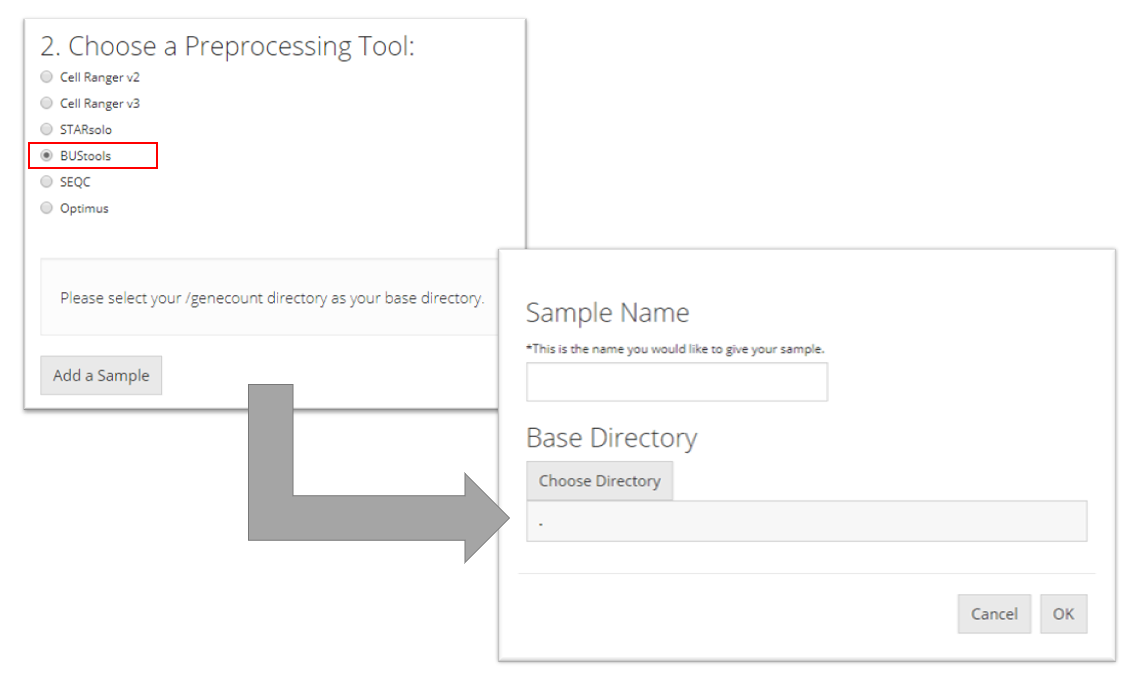 2. Choose a Preprocessing Tool:
Cell Ranger v2
Cell Ranger v3
STARsolo
BUStools
SEQC
Optimus
Please select your /genecount directory as your base directory.
Add a Sample
Sample Name
*This is the name you would like to give your sample.
Base Directory
Choose Directory
.
Cancel
OK